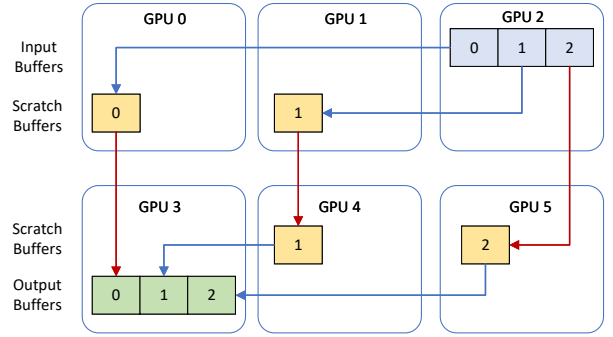 GPU 0 GPU 1 GPU 2
Input
Buffers
0 1 2
Scratch
Buffers
0 1
GPU 3 GPU 4 GPU 5
Scratch
Buffers
1 2
Output
Buffers
0 1 2